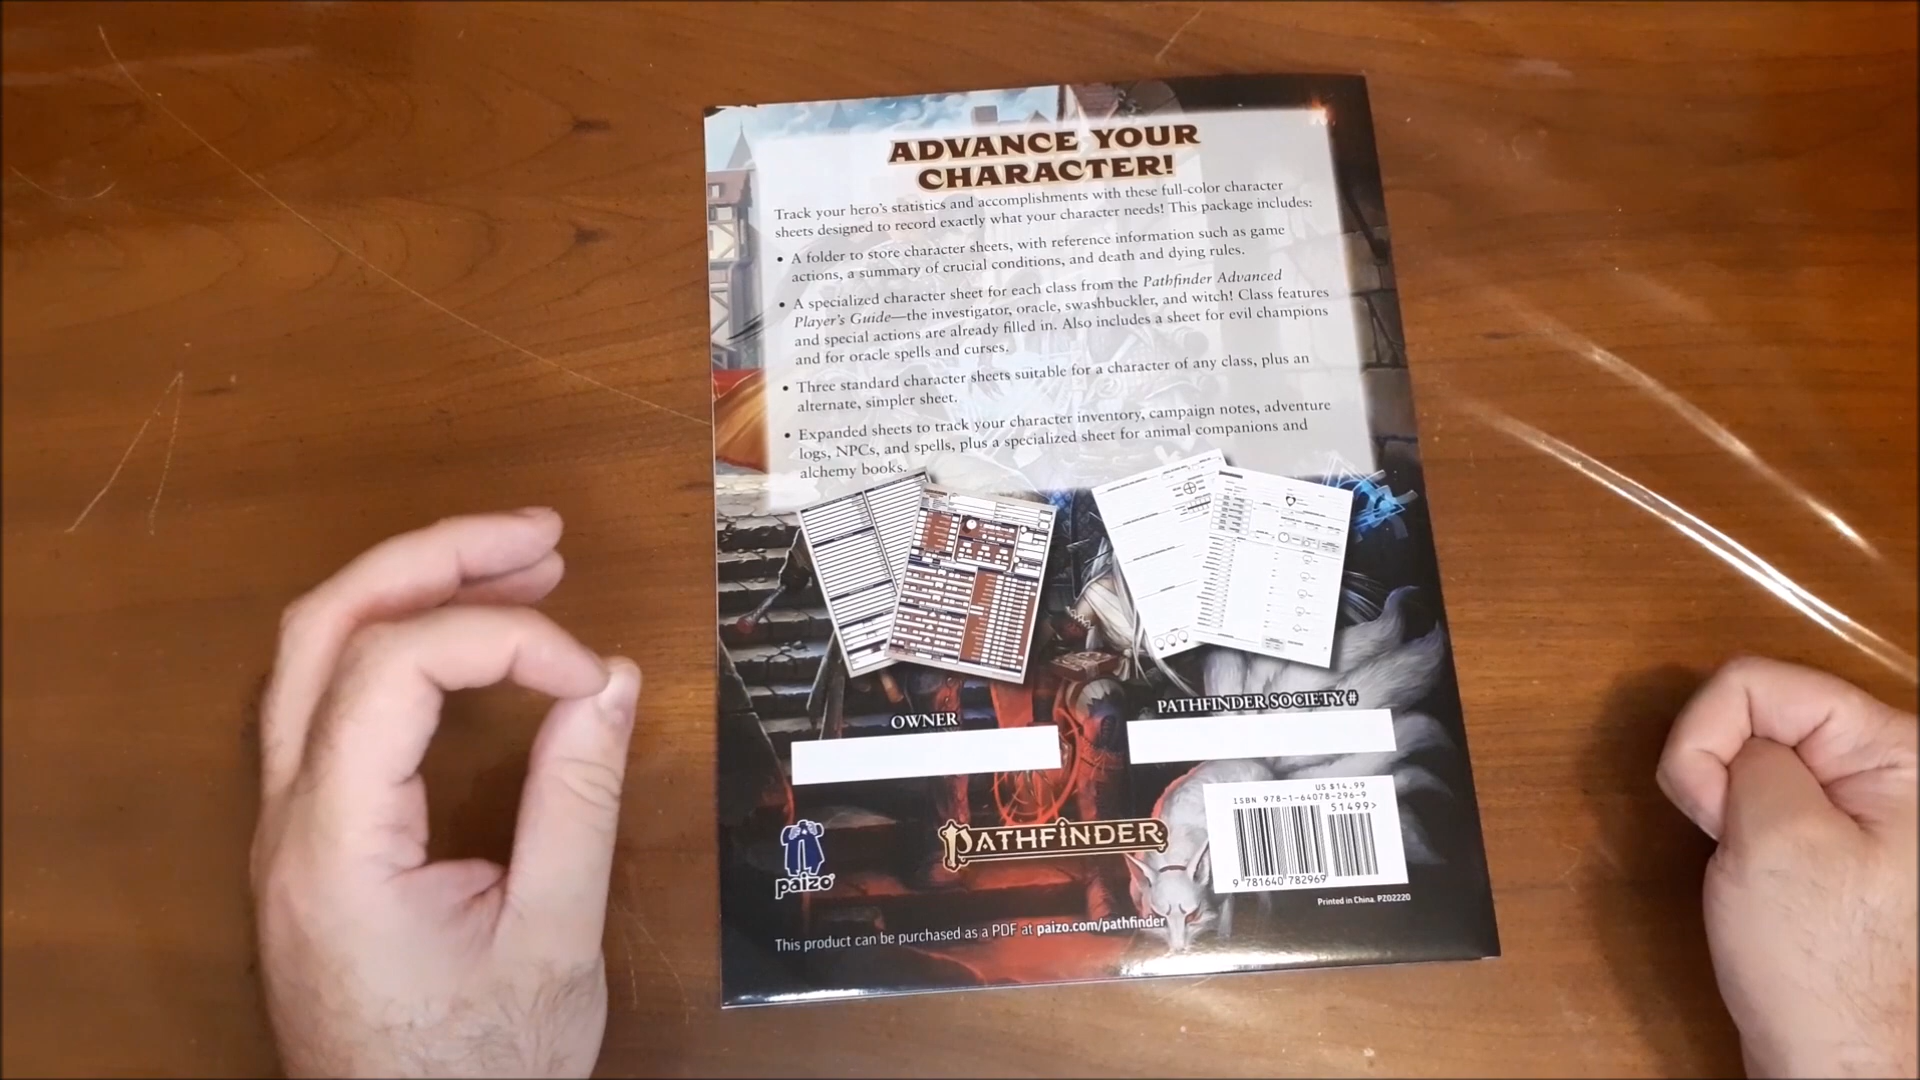 ADVANCE YOUR
CHARACTER!
Track your hero's statistics and accomplishments with these full-color character
sheets designed to record exactly what your character needs! This package includes:
• A folder to store character sheets, with reference information such as game
actions, a summary of crucial conditions, and death and dying rules.
• A specialized character sheet for each class from the Pathfinder Advanced
Player's Guide—the investigator, oracle, swashbuckler, and witch! Class features
and special actions are already filled in. Also includes a sheet for evil champions
and for oracle spells and curses.
• Three standard character sheets suitable for a character of any class, plus an
alternate, simpler sheet.
• Expanded sheets to track your character inventory, campaign notes, adventure
logs, NPCs, and spells, plus a specialized sheet for animal companions and
alchemy books.
OWNER
PATHFINDER SOCIETY #
US $14.99
ISBN 978-1-64078-296-9
51499>
9 781640 782969
paizo®
PATHFINDER
Printed in China. PZO2220
This product can be purchased as a PDF at paizo.com/pathfinder